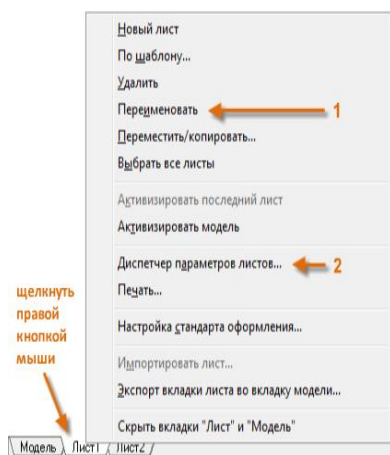 Новый лист
По шаблону...
Удалить
Переименовать 1
Переместить/копировать...
Выбрать все листы
Активизировать последний лист
Активизировать модель
Диспетчер параметров листов... 2
Печать...
Настройка стандарта оформления...
Импортировать лист...
Экспорт вкладки листа во вкладку модели...
Скрыть вкладки "Лист" и "Модель"
щелкнуть
правой
кнопкой
мыши
Модель Лист1 Лист2